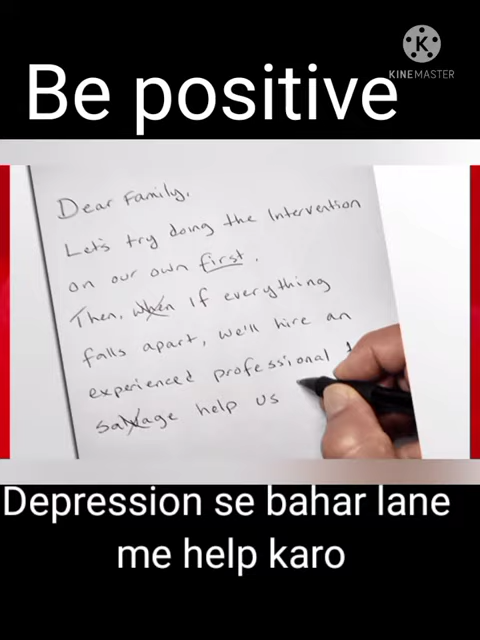 KINEMASTER
Be positive
Dear Family,
Let's try doing the Intervention
on our own first.
Then, when If everything
falls apart, we'll hire an
experienced professional
salvage help us
Depression se bahar lane
me help karo